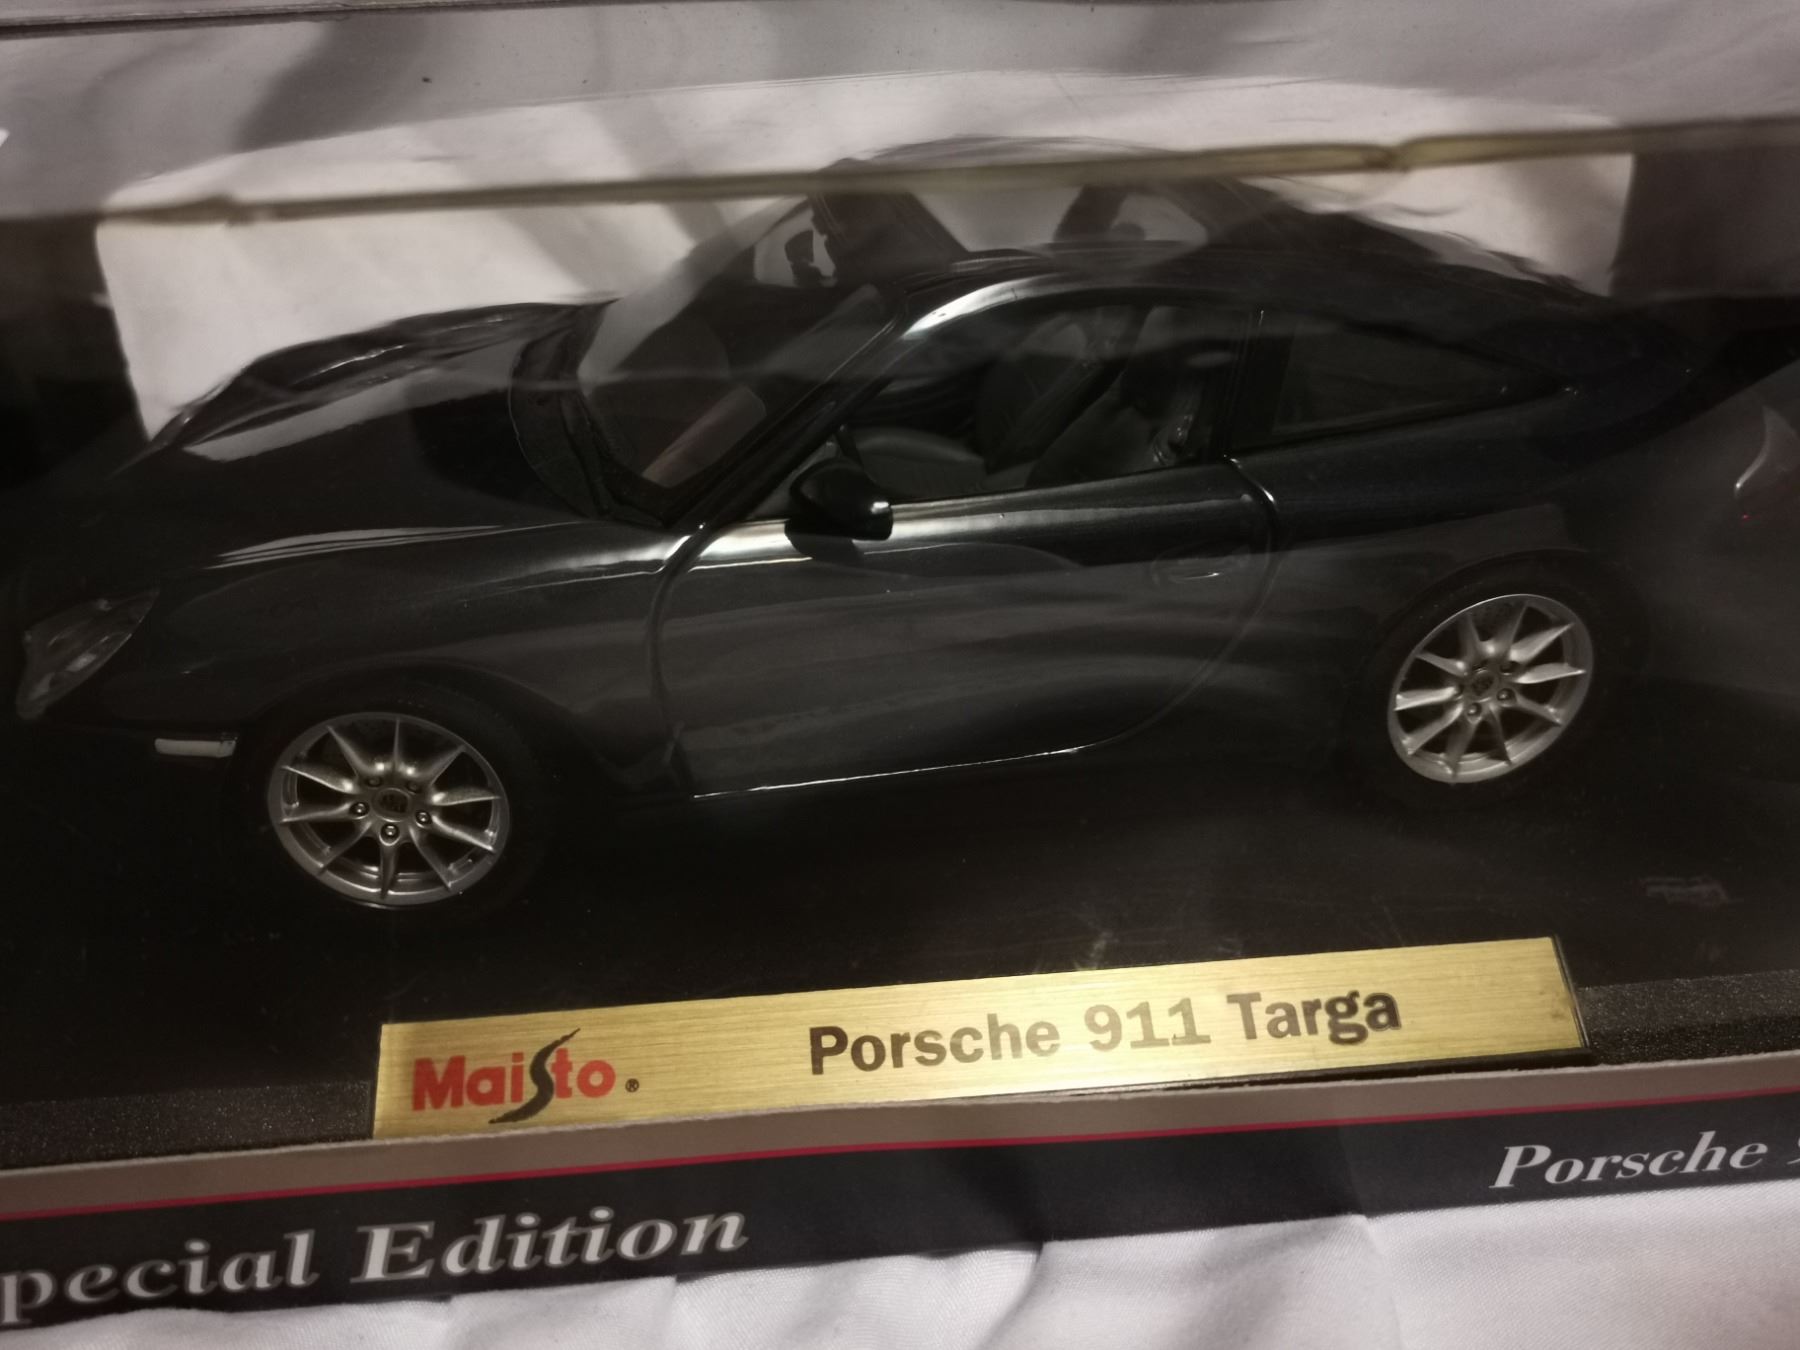 Maisto®
Porsche 911 Targa
pecial Edition
Porsche